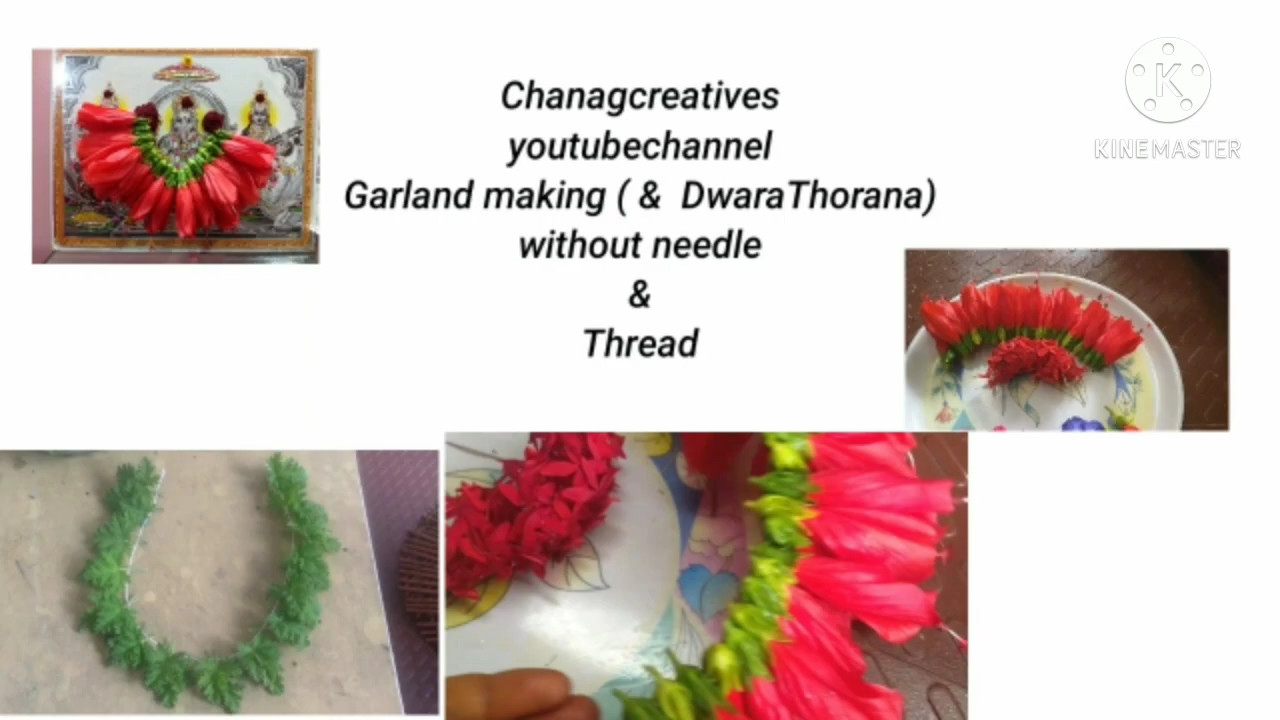 Chanagcreatives
youtubechannel
Garland making ( &  DwaraThorana)
without needle
&
Thread
K
KINEMASTER